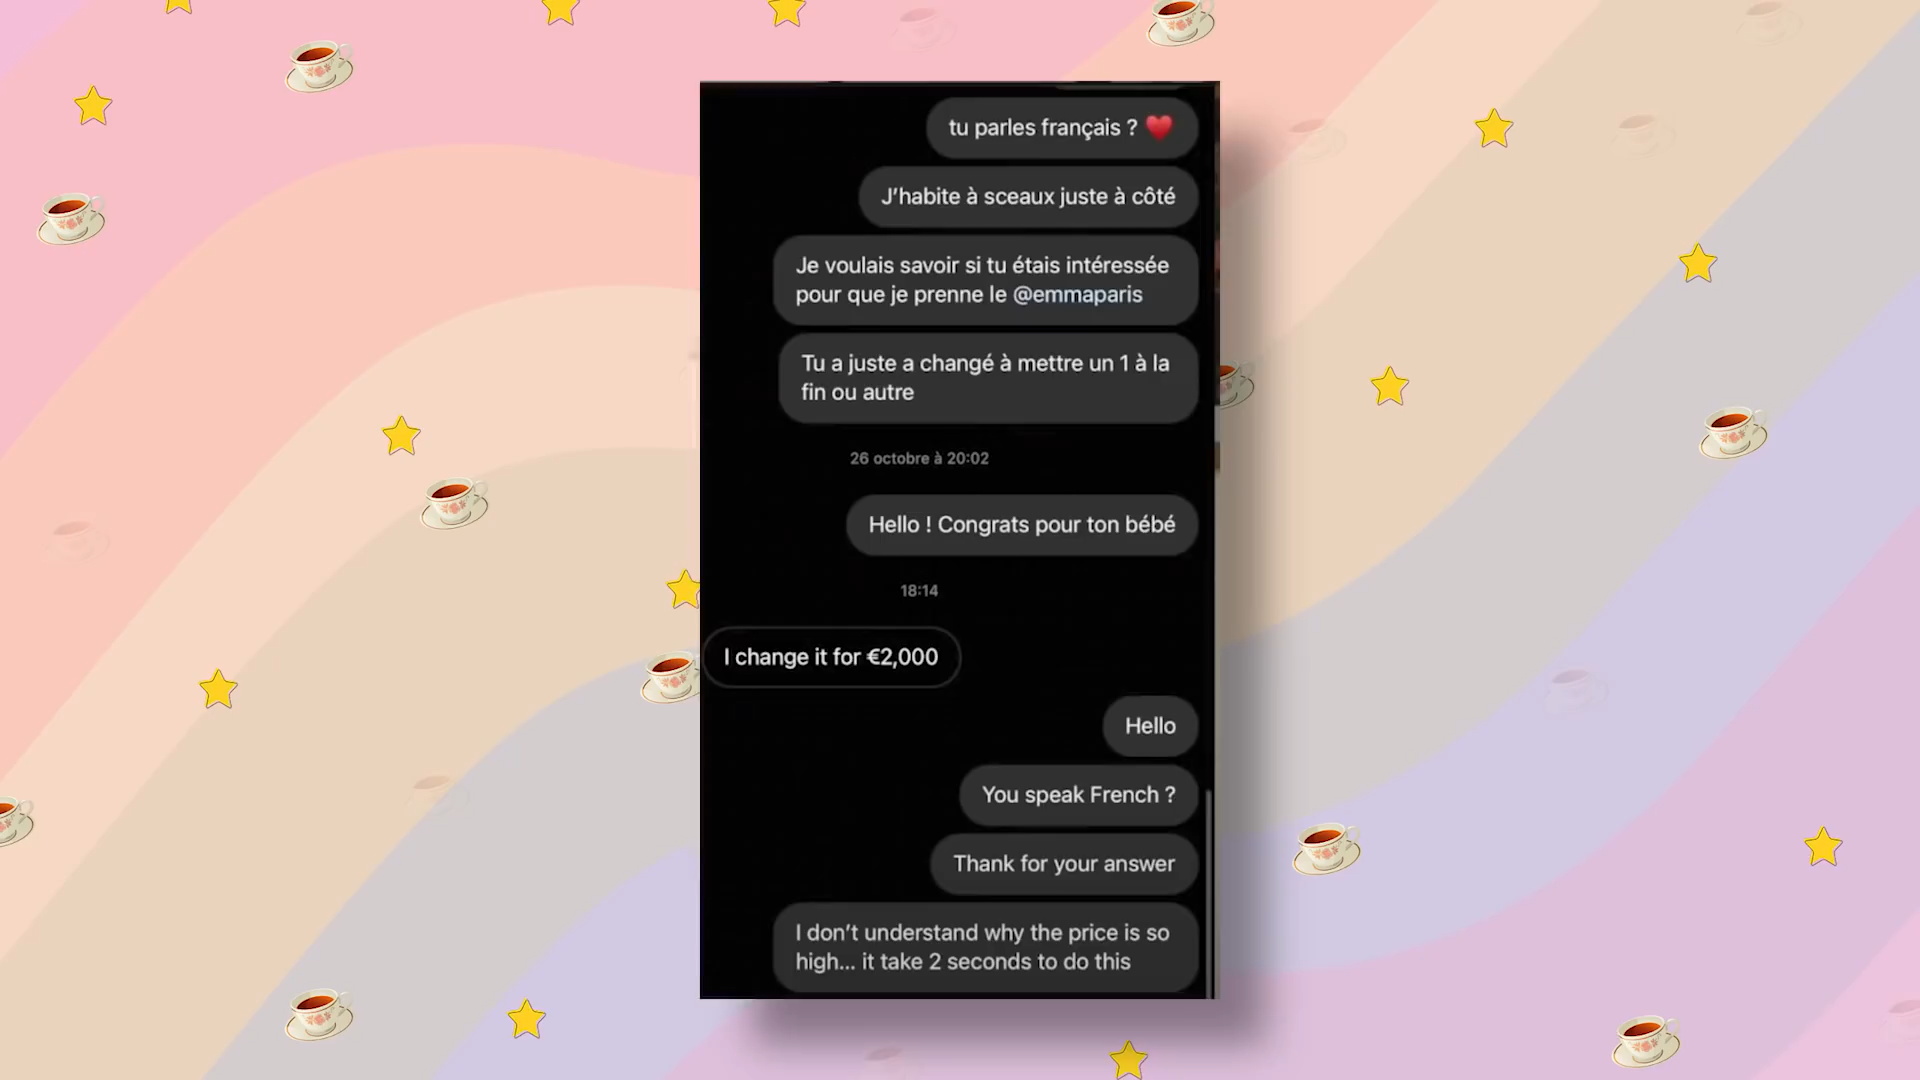 tu parles français ? ❤️
J’habite à sceaux juste à côté
Je voulais savoir si tu étais intéressée
pour que je prenne le @emmaparis
Tu a juste a changé à mettre un 1 à la
fin ou autre
26 octobre à 20:02
Hello ! Congrats pour ton bébé
18:14
I change it for €2,000
Hello
You speak French ?
Thank for your answer
I don’t understand why the price is so
high... it take 2 seconds to do this